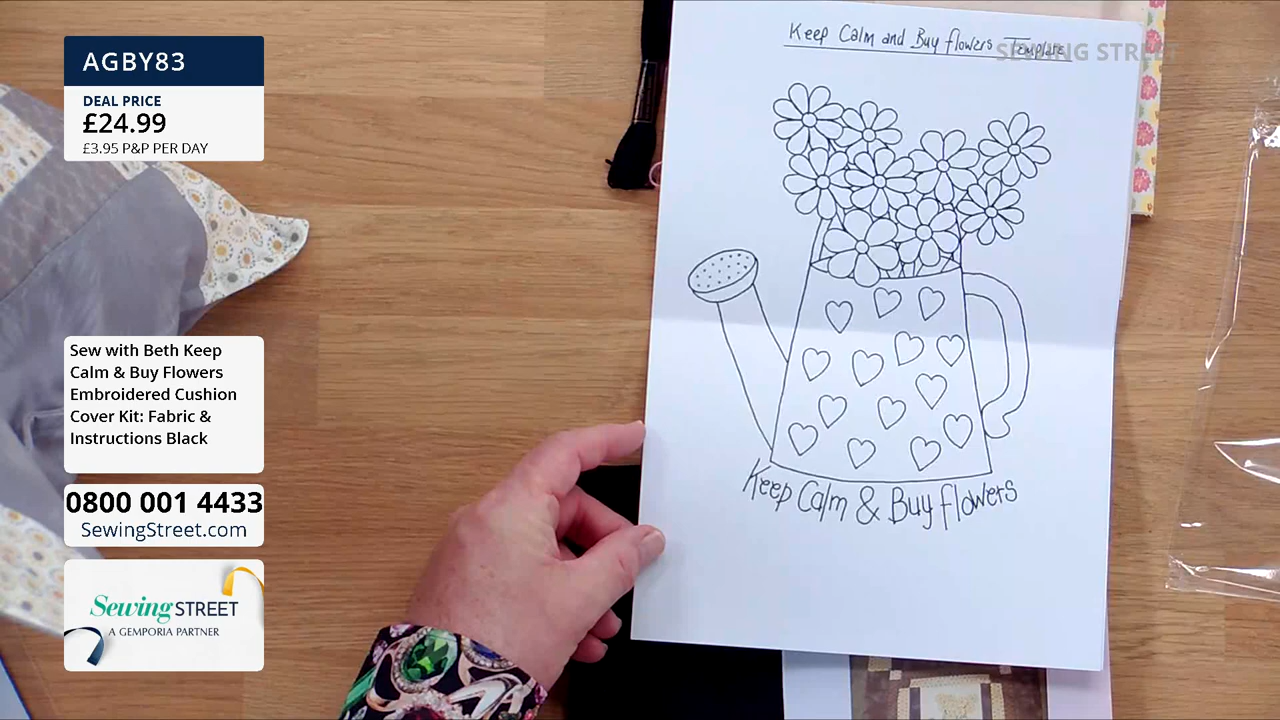 AGBY83
DEAL PRICE
£24.99
£3.95 P&P PER DAY
Sew with Beth Keep
Calm & Buy Flowers
Embroidered Cushion
Cover Kit: Fabric &
Instructions Black
0800 001 4433
SewingStreet.com
Sewing STREET
A GEMPORIA PARTNER
Keep Calm and Buy flowers Template
SEWING STREET
Keep Calm & Buy flowers